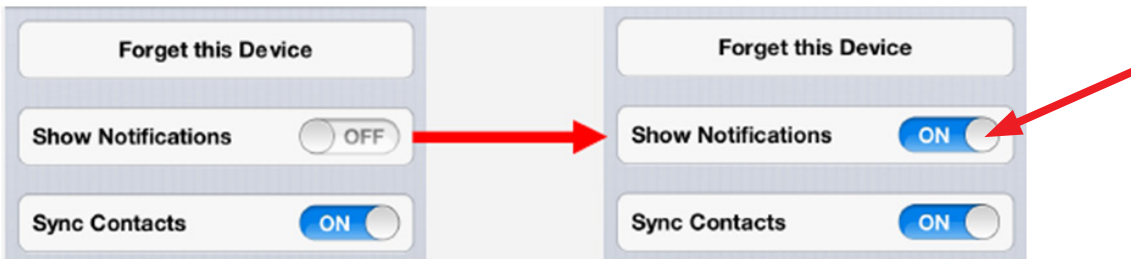 Forget this Device
Show Notifications OFF
Sync Contacts ON
Forget this Device
Show Notifications ON
Sync Contacts ON